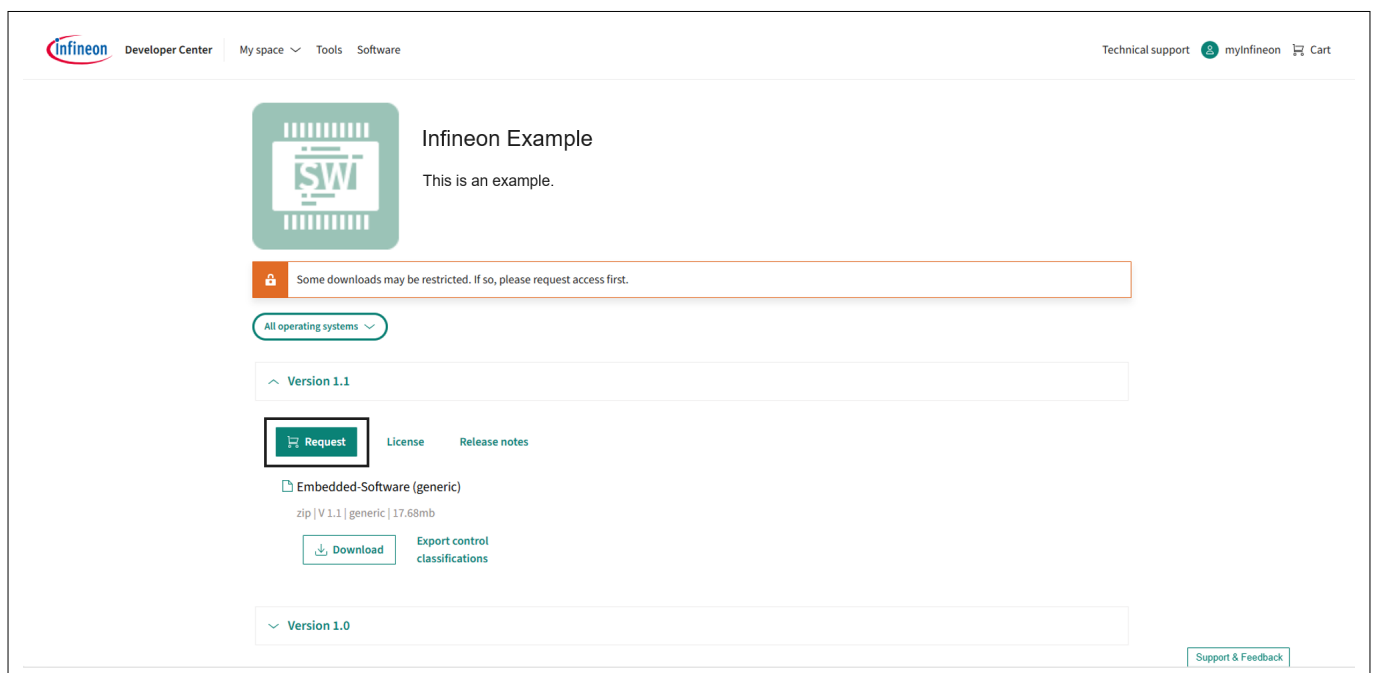 infineon Developer Center My space Tools Software Technical support myInfineon Cart
SW
Infineon Example
This is an example.
Some downloads may be restricted. If so, please request access first.
All operating systems
Version 1.1
Request License Release notes
Embedded-Software (generic)
zip | V 1.1 | generic | 17.68mb
Download
Export control
classifications
Version 1.0
Support & Feedback